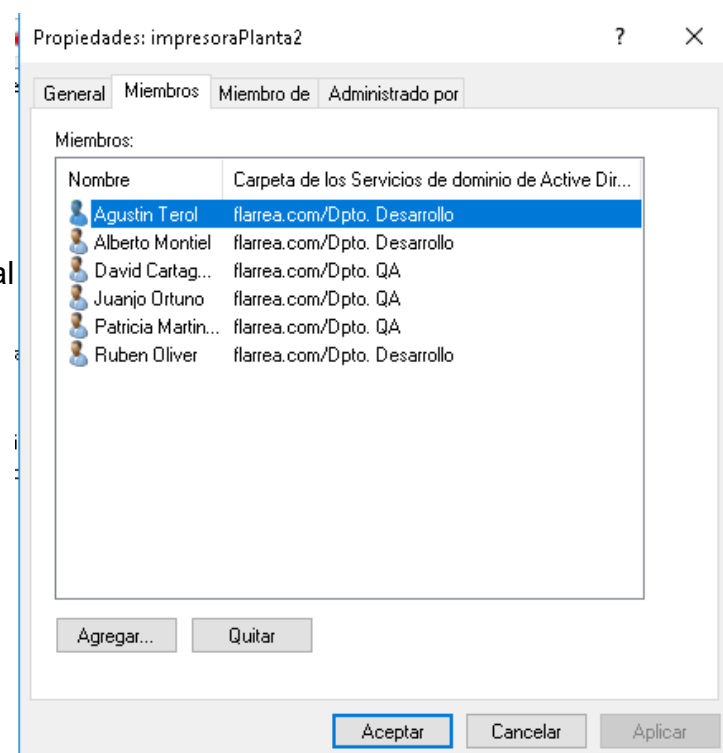 Propiedades: impresoraPlanta2 ? ×
General Miembros Miembro de Administrado por
Miembros:
Nombre Carpeta de los Servicios de dominio de Active Dir...
Agustin Terol flarrea.com/Dpto. Desarrollo
Alberto Montiel flarrea.com/Dpto. Desarrollo
al
David Cartag... flarrea.com/Dpto. QA
Juanjo Ortuno flarrea.com/Dpto. QA
Patricia Martin... flarrea.com/Dpto. QA
Ruben Oliver flarrea.com/Dpto. Desarrollo
Agregar... Quitar
Aceptar Cancelar Aplicar